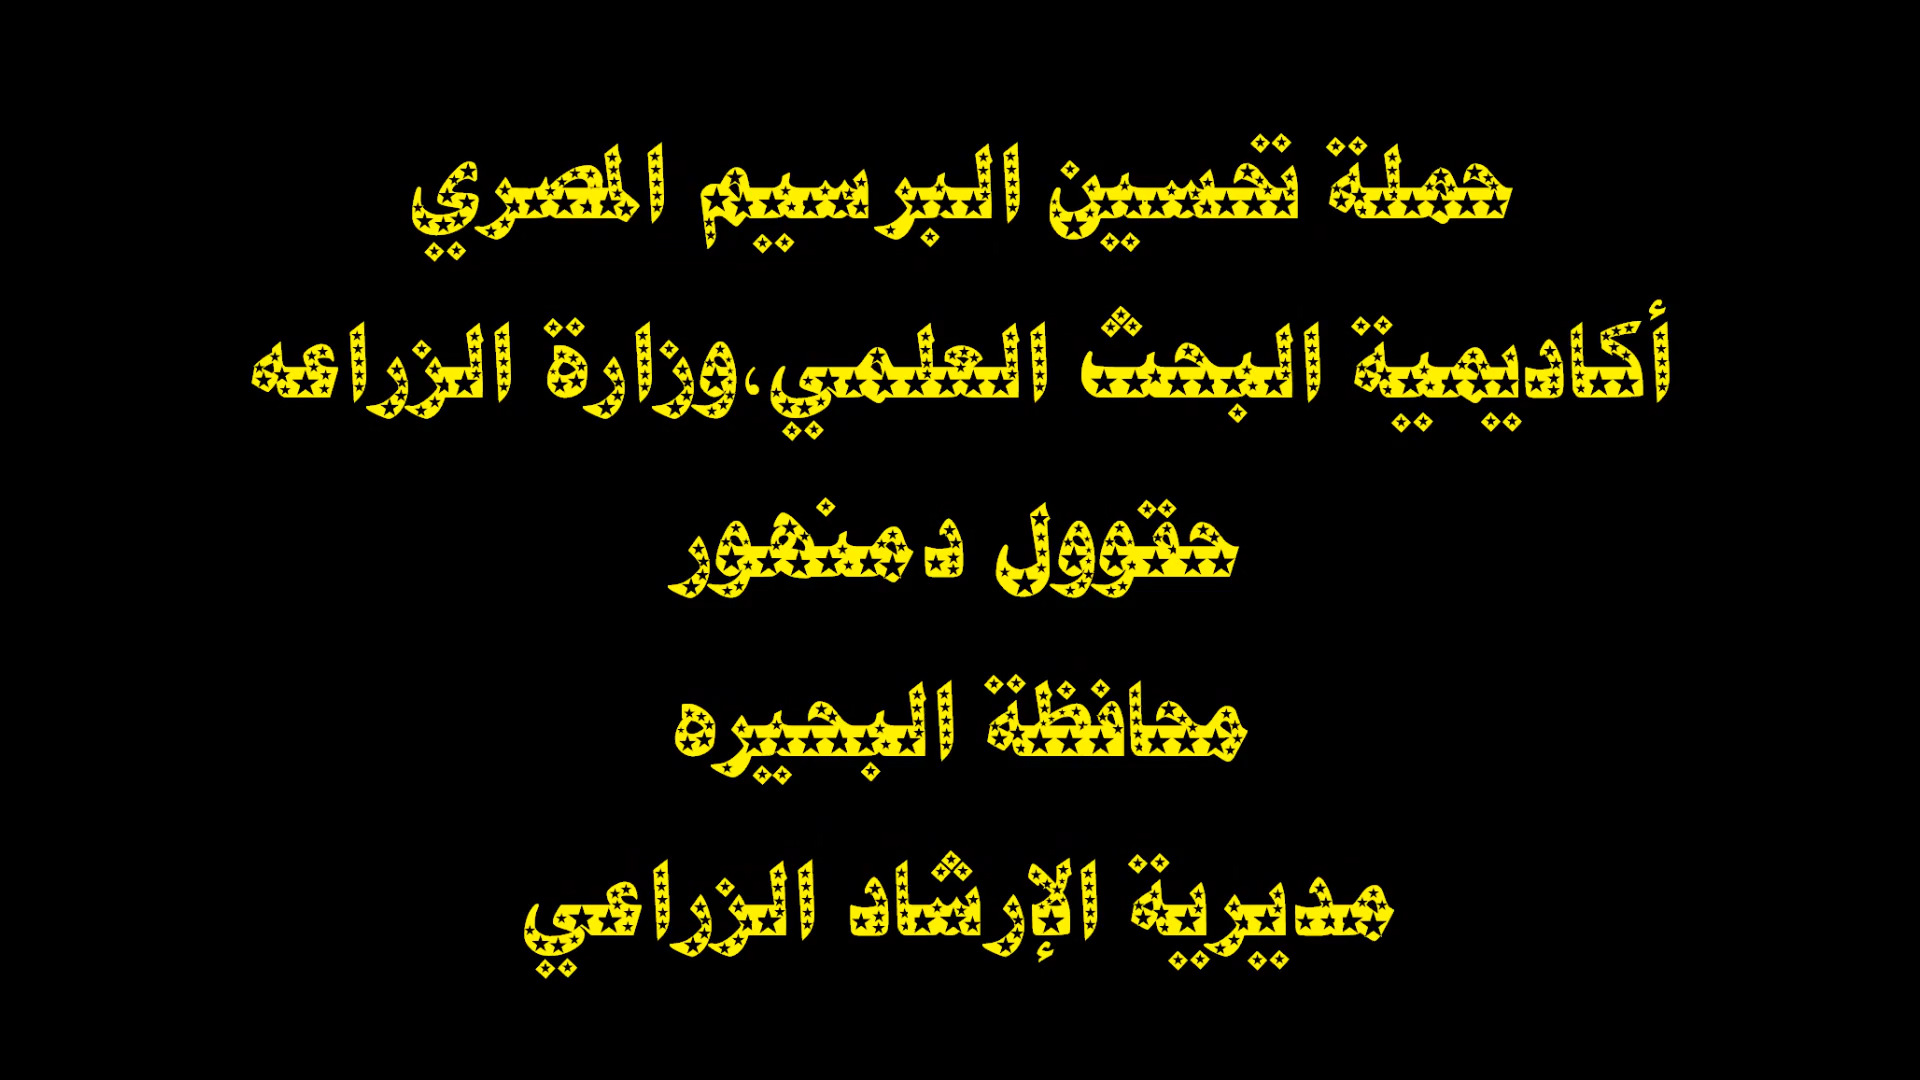 حملة تحسين البرسيم المصري
أكاديمية البحث العلمي،وزارة الزراعه
حقوول دمنهور
محافظة البحيره
مديرية الإرشاد الزراعي